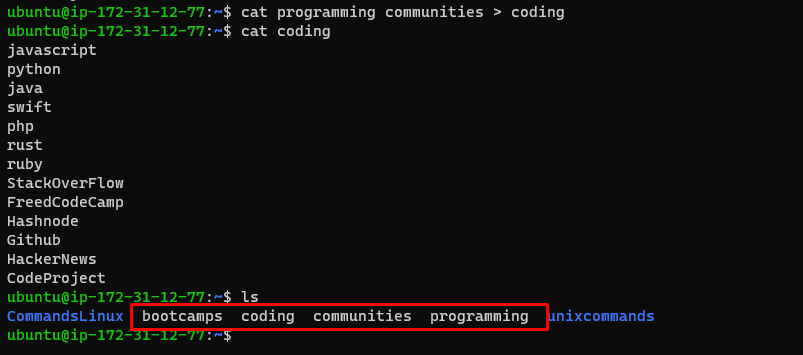 ubuntu@ip-172-31-12-77:~$ cat programming communities > coding
ubuntu@ip-172-31-12-77:~$ cat coding
javascript
python
java
swift
php
rust
ruby
StackOverFlow
FreedCodeCamp
Hashnode
Github
HackerNews
CodeProject
ubuntu@ip-172-31-12-77:~$ ls
CommandsLinux  bootcamps  coding  communities  programming  unixcommands
ubuntu@ip-172-31-12-77:~$